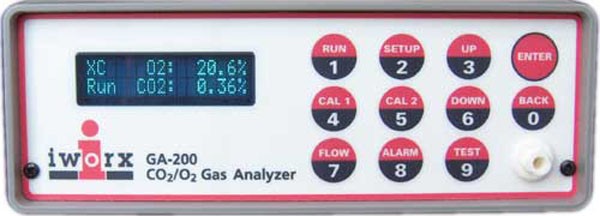 XC O2: 20.6%
Run CO2: 0.36%
RUN 1
SETUP 2
UP 3
ENTER
CAL 1 4
CAL 2 5
DOWN 6
BACK 0
FLOW 7
ALARM 8
TEST 9
iworx
GA-200
CO₂/O₂ Gas Analyzer